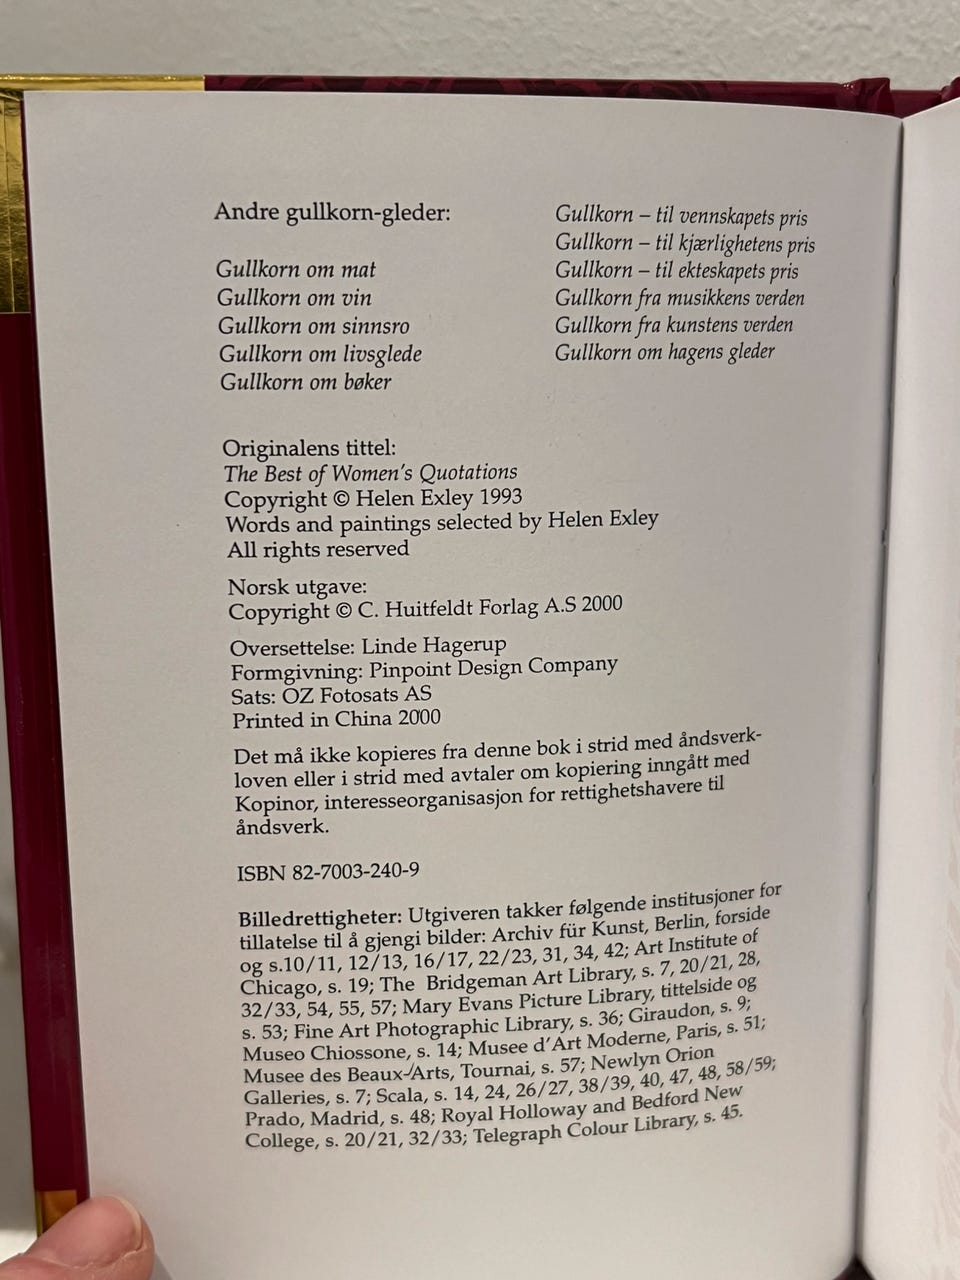 Andre gullkorn-gleder:
Gullkorn om mat
Gullkorn om vin
Gullkorn om sinnsro
Gullkorn om livsglede
Gullkorn om bøker
Gullkorn – til vennskapets pris
Gullkorn – til kjærlighetens pris
Gullkorn – til ekteskapets pris
Gullkorn fra musikkens verden
Gullkorn fra kunstens verden
Gullkorn om hagens gleder
Originalens tittel:
The Best of Women's Quotations
Copyright © Helen Exley 1993
Words and paintings selected by Helen Exley
All rights reserved
Norsk utgave:
Copyright © C. Huitfeldt Forlag A.S 2000
Oversettelse: Linde Hagerup
Formgivning: Pinpoint Design Company
Sats: OZ Fotosats AS
Printed in China 2000
Det må ikke kopieres fra denne bok i strid med åndsverk-
loven eller i strid med avtaler om kopiering inngått med
Kopinor, interesseorganisasjon for rettighetshavere til
åndsverk.
ISBN 82-7003-240-9
Billedrettigheter: Utgiveren takker følgende institusjoner for
tillatelse til å gjengi bilder: Archiv für Kunst, Berlin, forside
og s.10/11, 12/13, 16/17, 22/23, 31, 34, 42; Art Institute of
Chicago, s. 19; The Bridgeman Art Library, s. 7, 20/21, 28,
32/33, 54, 55, 57; Mary Evans Picture Library, tittelside og
s. 53; Fine Art Photographic Library, s. 36; Giraudon, s. 9;
Museo Chiossone, s. 14; Musee d'Art Moderne, Paris, s. 51;
Musee des Beaux-Arts, Tournai, s. 57; Newlyn Orion
Galleries, s. 7; Scala, s. 14, 24, 26/27, 38/39, 40, 47, 48, 58/59;
Prado, Madrid, s. 48; Royal Holloway and Bedford New
College, s. 20/21, 32/33; Telegraph Colour Library, s. 45.